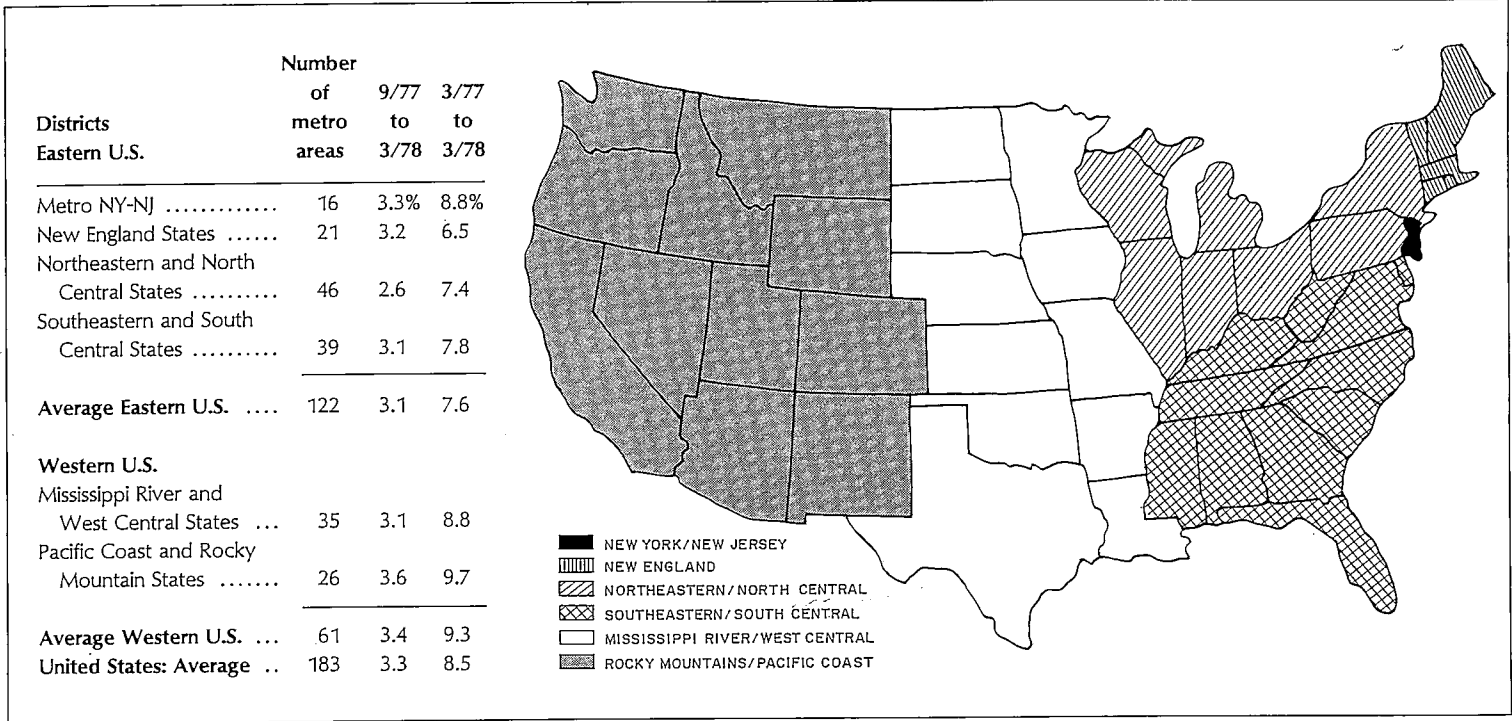 Number
of 9/77 3/77
Districts metro to to
Eastern U.S. areas 3/78 3/78
Metro NY-NJ ............. 16 3.3% 8.8%
New England States ...... 21 3.2 6.5
Northeastern and North
Central States .......... 46 2.6 7.4
Southeastern and South
Central States .......... 39 3.1 7.8
Average Eastern U.S. .... 122 3.1 7.6
Western U.S.
Mississippi River and
West Central States ... 35 3.1 8.8
Pacific Coast and Rocky
Mountain States ....... 26 3.6 9.7
Average Western U.S. ... 61 3.4 9.3
United States: Average .. 183 3.3 8.5
NEW YORK/NEW JERSEY
NEW ENGLAND
NORTHEASTERN/NORTH CENTRAL
SOUTHEASTERN/SOUTH CENTRAL
MISSISSIPPI RIVER/WEST CENTRAL
ROCKY MOUNTAINS/PACIFIC COAST